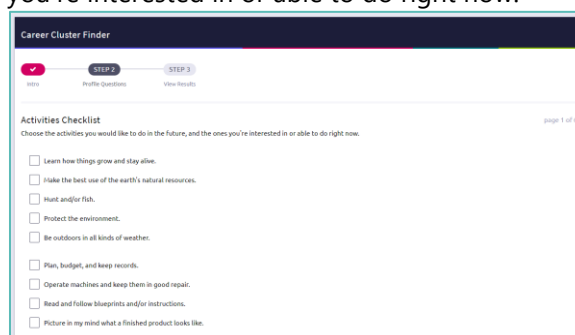 you're interested in or able to do right now.
Career Cluster Finder
STEP 2 STEP 3
Intro Profile Questions View Results
Activities Checklist page 1 of
Choose the activities you would like to do in the future, and the ones you're interested in or able to do right now.
Learn how things grow and stay alive.
Make the best use of the earth's natural resources.
Hunt and/or fish.
Protect the environment.
Be outdoors in all kinds of weather.
Plan, budget, and keep records.
Operate machines and keep them in good repair.
Read and follow blueprints and/or instructions.
Picture in my mind what a finished product looks like.